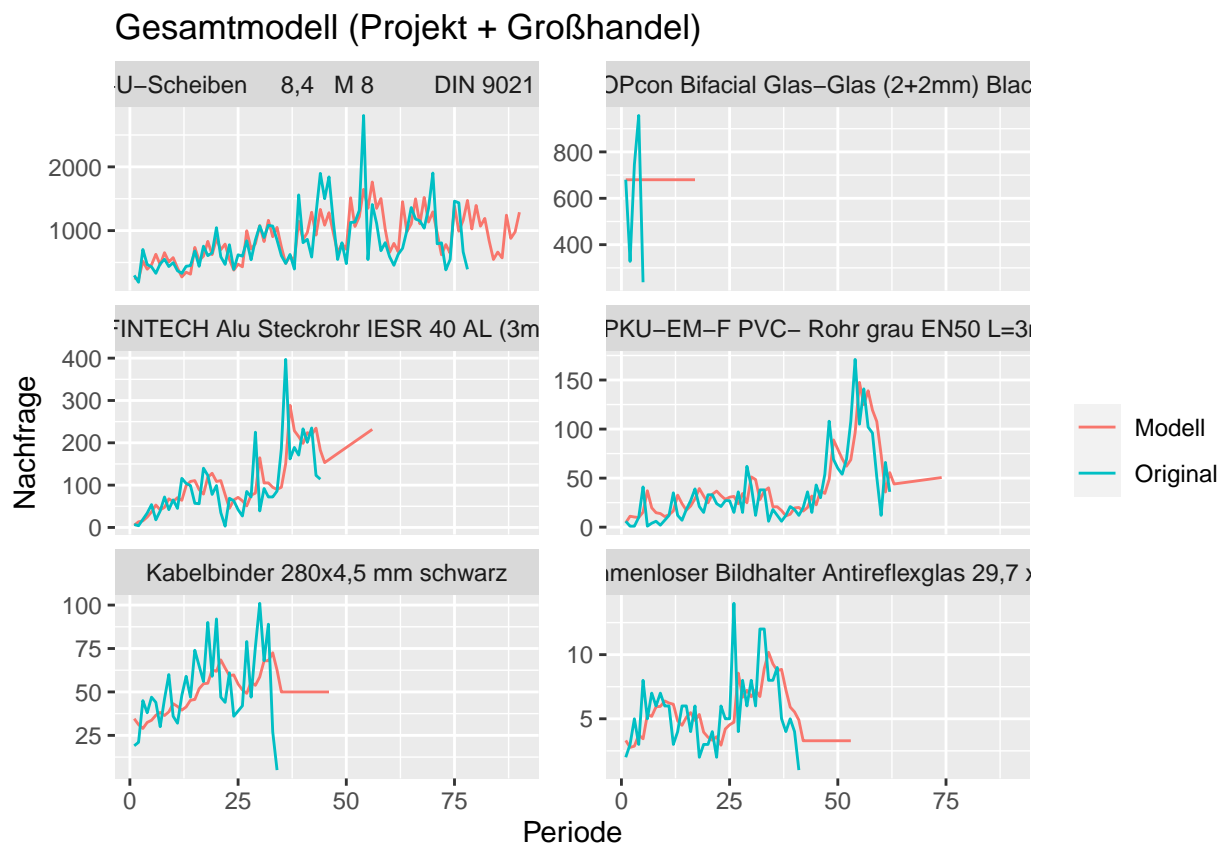 Gesamtmodell (Projekt + Großhandel)
-U-Scheiben 8,4 M 8 DIN 9021
OPcon Bifacial Glas-Glas (2+2mm) Blac
2000
1000
800
600
400
FINTECH Alu Steckrohr IESR 40 AL (3m
PKU-EM-F PVC- Rohr grau EN50 L=3
400
300
200
100
0
150
100
50
0
Kabelbinder 280x4,5 mm schwarz
menloser Bildhalter Antireflexglas 29,7 x
100
75
50
25
10
5
0 25 50 75
0 25 50 75
Periode
Nachfrage
Modell
Original